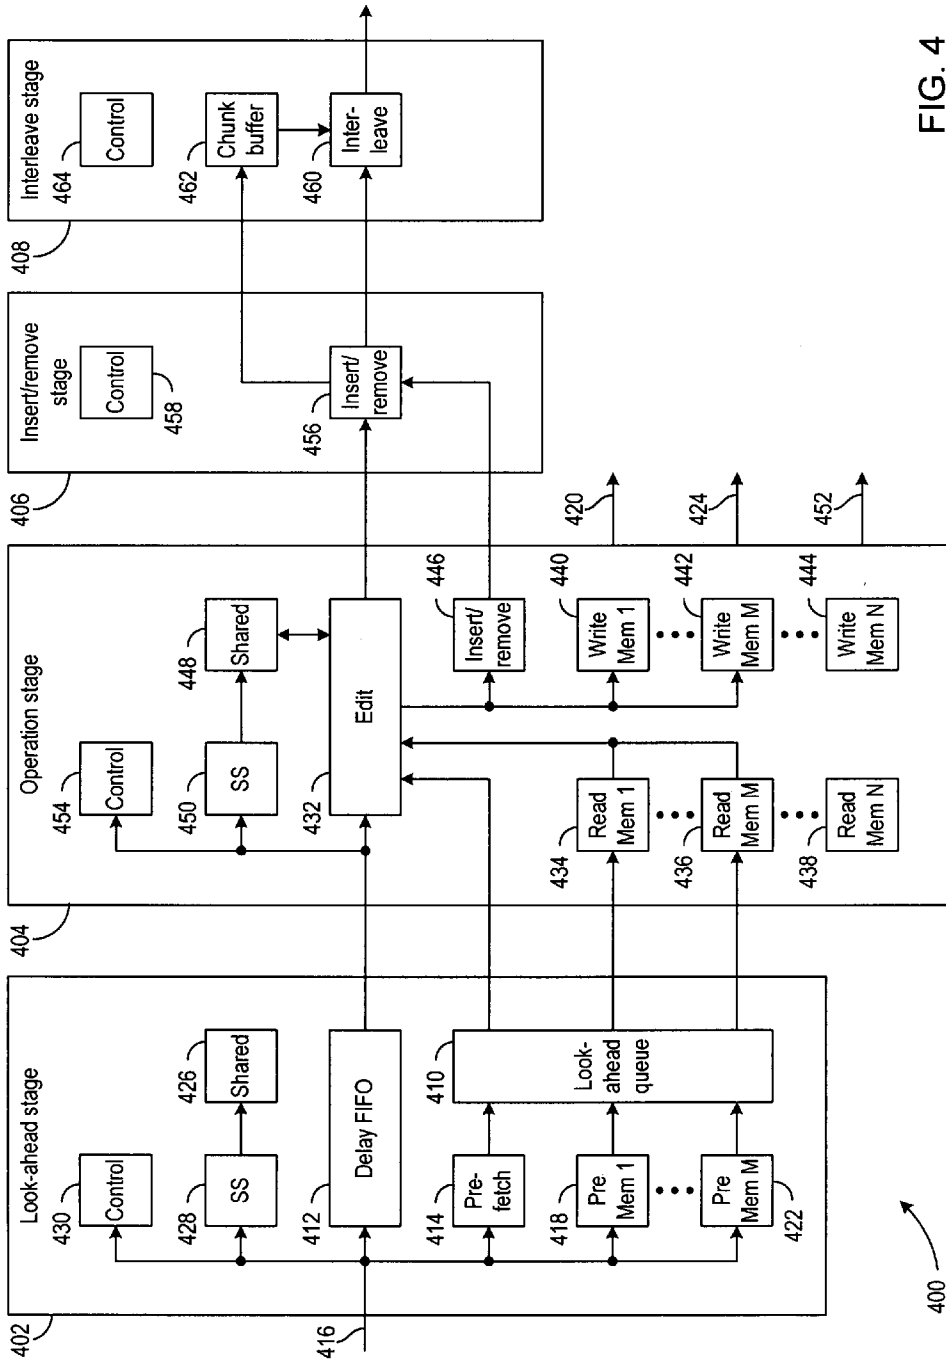 Look-ahead stage
402
430
Control
428
SS
426
Shared
412
Delay FIFO
416
414
Pre-
fetch
410
Look-
ahead
queue
418
Pre
Mem 1
422
Pre
Mem M
Operation stage
404
454
Control
450
SS
448
Shared
432
Edit
446
Insert/
remove
434
Read
Mem 1
436
Read
Mem M
438
Read
Mem N
440
Write
Mem 1
442
Write
Mem M
444
Write
Mem N
420
424
452
Insert/remove
stage
406
Control
458
456
Insert/
remove
Interleave stage
408
464
Control
462
Chunk
buffer
460
Inter-
leave
400
FIG. 4